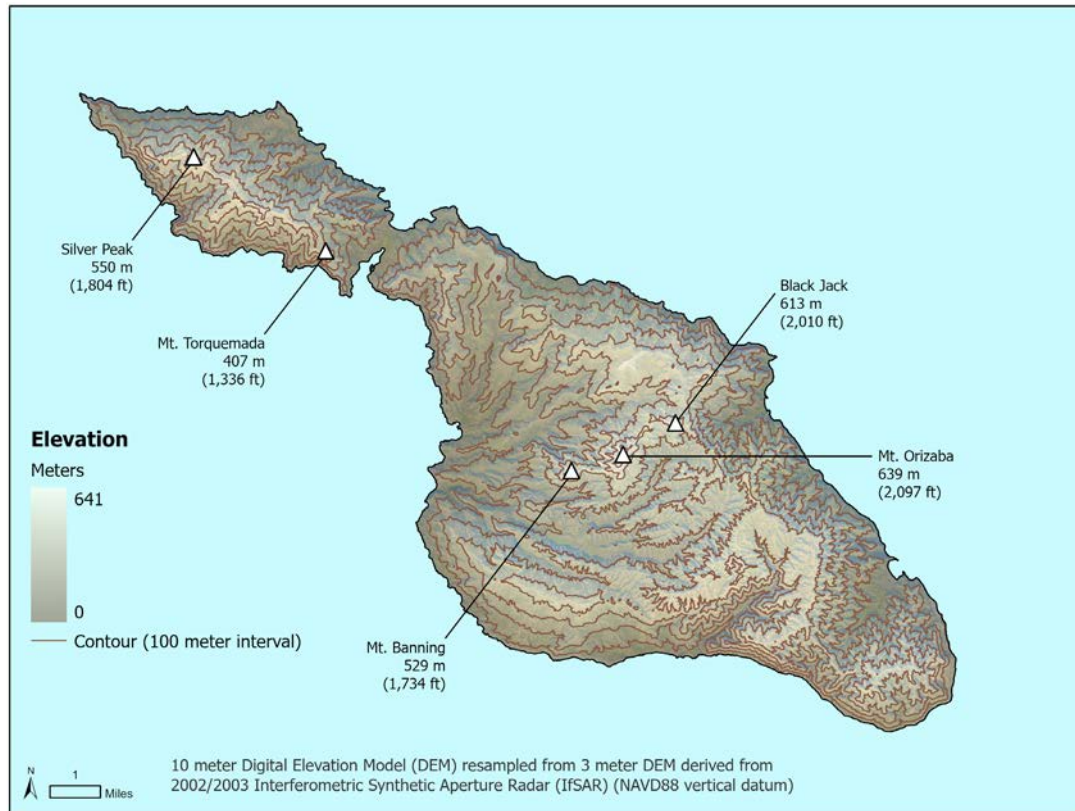 Silver Peak
550 m
(1,804 ft)
Mt. Torquemada
407 m
(1,336 ft)
Black Jack
613 m
(2,010 ft)
Mt. Orizaba
639 m
(2,097 ft)
Mt. Banning
529 m
(1,734 ft)
Elevation
Meters
641
0
Contour (100 meter interval)
N
1
Miles
10 meter Digital Elevation Model (DEM) resampled from 3 meter DEM derived from
2002/2003 Interferometric Synthetic Aperture Radar (IfSAR) (NAVD88 vertical datum)